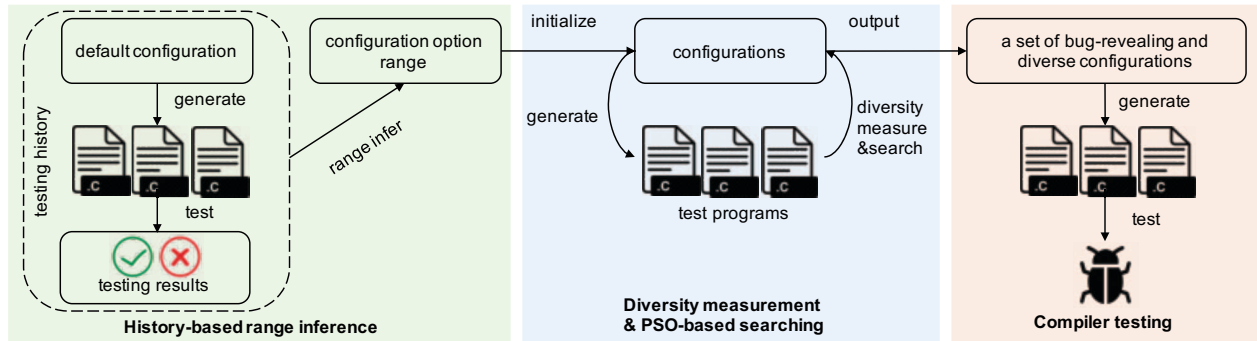 default configuration
generate
.C
.C
.C
test
testing results
testing history
range infer
configuration option
range
History-based range inference
initialize
configurations
generate
diversity
measure
&search
.C
.C
.C
test programs
Diversity measurement
& PSO-based searching
output
a set of bug-revealing and
diverse configurations
generate
.C
.C
.C
test
Compiler testing